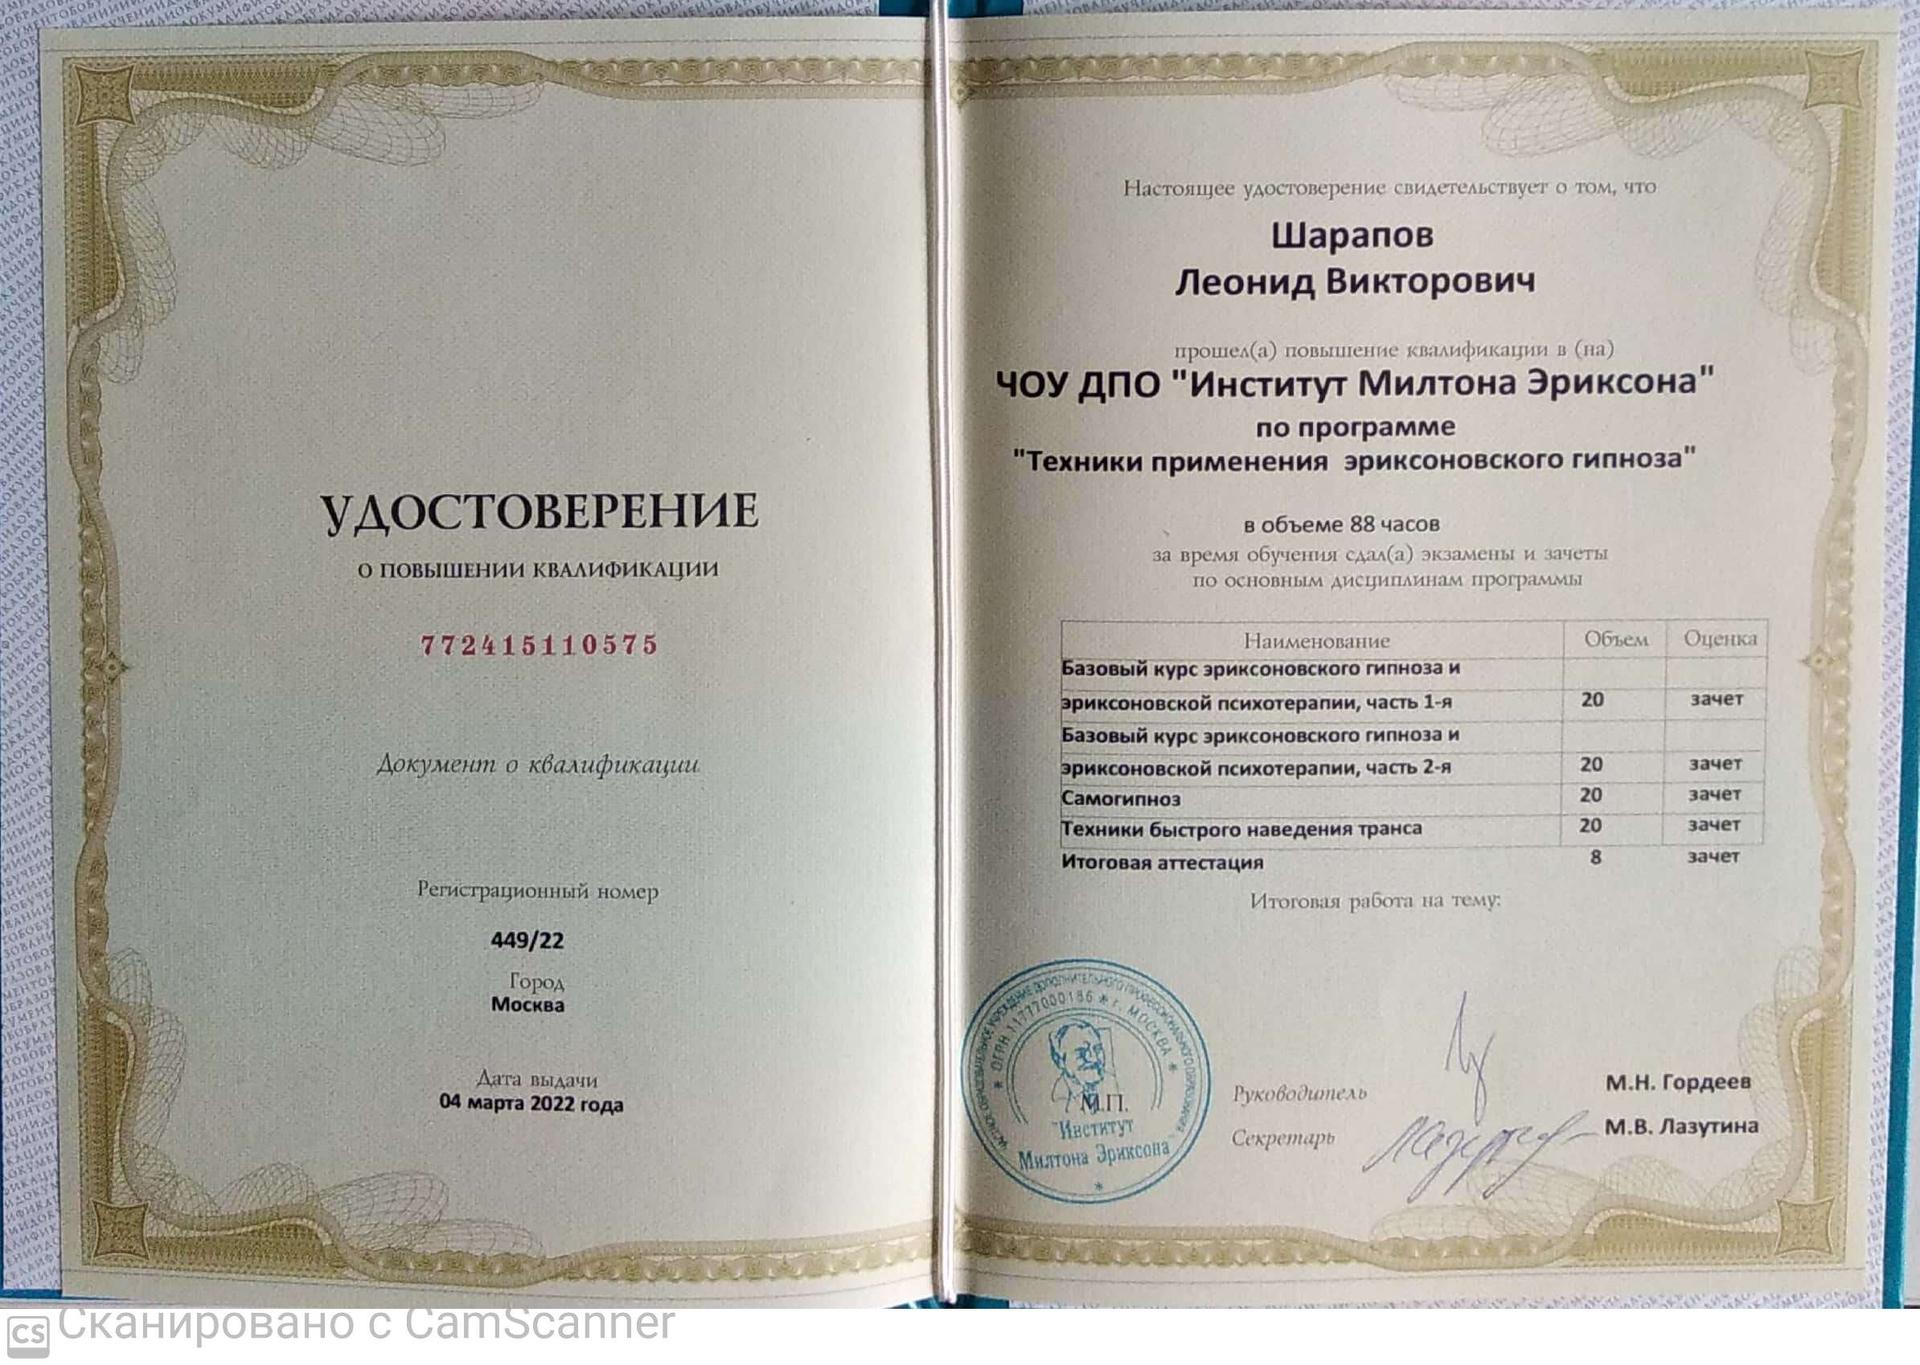 УДОСТОВЕРЕНИЕ
О ПОВЫШЕНИИ КВАЛИФИКАЦИИ
772415110575
Документ о квалификации
Регистрационный номер
449/22
Город
Москва
Дата выдачи
04 марта 2022 года
Настоящее удостоверение свидетельствует о том, что
Шарапов
Леонид Викторович
прошел(а) повышение квалификации в (на)
ЧОУ ДПО "Институт Милтона Эриксона"
по программе
"Техники применения эриксоновского гипноза"
в объеме 88 часов
за время обучения сдал(а) экзамены и зачеты
по основным дисциплинам программы
Наименование Объем Оценка
Базовый курс эриксоновского гипноза и
эриксоновской психотерапии, часть 1-я 20 зачет
Базовый курс эриксоновского гипноза и
эриксоновской психотерапии, часть 2-я 20 зачет
Самогипноз 20 зачет
Техники быстрого наведения транса 20 зачет
Итоговая аттестация 8 зачет
Итоговая работа на тему:
г. МОСКВА
М.П.
"Институт
Милтона Эриксона
Руководитель М.Н. Гордеев
Секретарь М.В. Лазутина
CS Сканировано с CamScanner